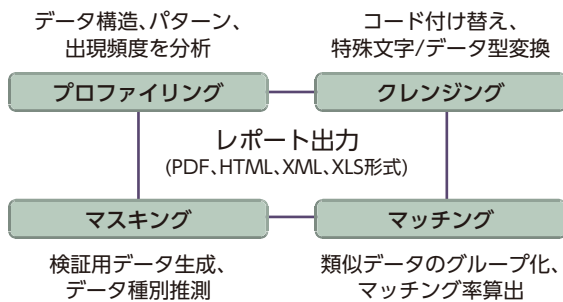 データ構造、パターン、
出現頻度を分析
コード付け替え、
特殊文字/データ型変換
プロファイリング
クレンジング
レポート出力
(PDF、HTML、XML、XLS形式)
マスキング
マッチング
検証用データ生成、
データ種別推測
類似データのグループ化、
マッチング率算出